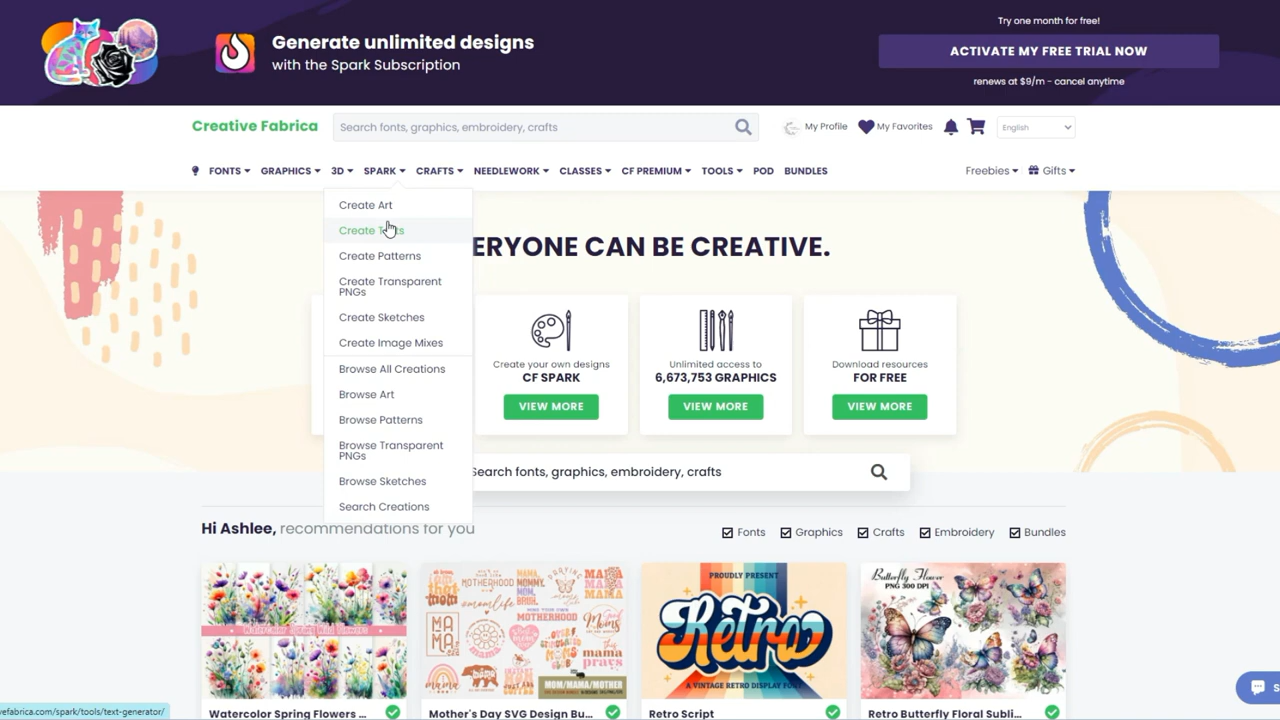 Generate unlimited designs
with the Spark Subscription
Try one month for free!
ACTIVATE MY FREE TRIAL NOW
renews at $9/m - cancel anytime
Creative Fabrica
Search fonts, graphics, embroidery, crafts
My Profile
My Favorites
English
FONTS
GRAPHICS
3D
SPARK
CRAFTS
NEEDLEWORK
CLASSES
CF PREMIUM
TOOLS
POD
BUNDLES
Freebies
Gifts
Create Art
Create
Create Patterns
Create Transparent
PNGs
Create Sketches
Create Image Mixes
Browse All Creations
Browse Art
Browse Patterns
Browse Transparent
PNGs
Browse Sketches
Search Creations
ERYONE CAN BE CREATIVE.
Create your own designs
CF SPARK
VIEW MORE
Unlimited access to
6,673,753 GRAPHICS
VIEW MORE
Download resources
FOR FREE
VIEW MORE
Search fonts, graphics, embroidery, crafts
Hi Ashlee, recommendations for you
Fonts
Graphics
Crafts
Embroidery
Bundles
MOTHERHOOD
MOM/MAMA/MOTHER
PROUDLY PRESENT
Retro
A VINTAGE RETRO DISPLAY FONT
Butterfly Flower
PNG 300 DPI
Watercolor Spring Flowers ...
Mother's Day SVG Design Bu...
Retro Script
Retro Butterfly Floral Subli...
vefabrica.com/spark/tools/text-generator/